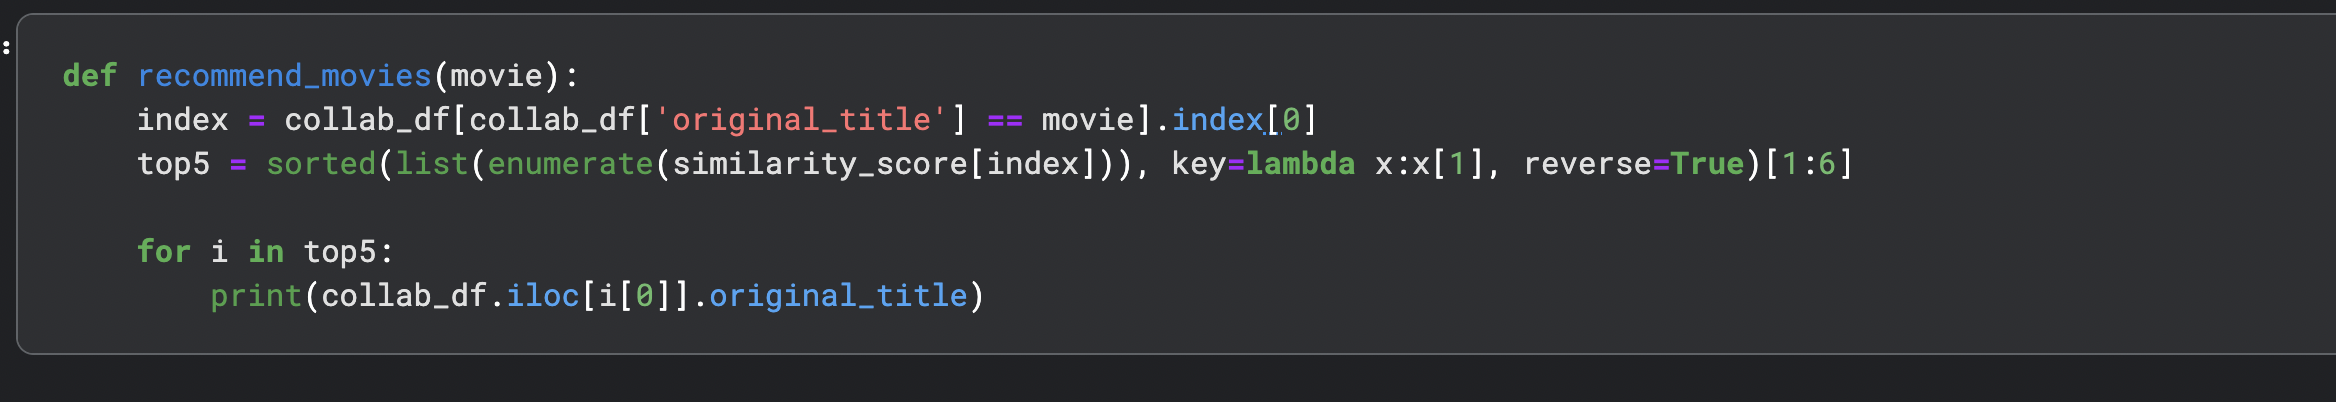 :
def recommend_movies(movie):
    index = collab_df[collab_df['original_title'] == movie].index[0]
    top5 = sorted(list(enumerate(similarity_score[index])), key=lambda x:x[1], reverse=True)[1:6]
    for i in top5:
        print(collab_df.iloc[i[0]].original_title)